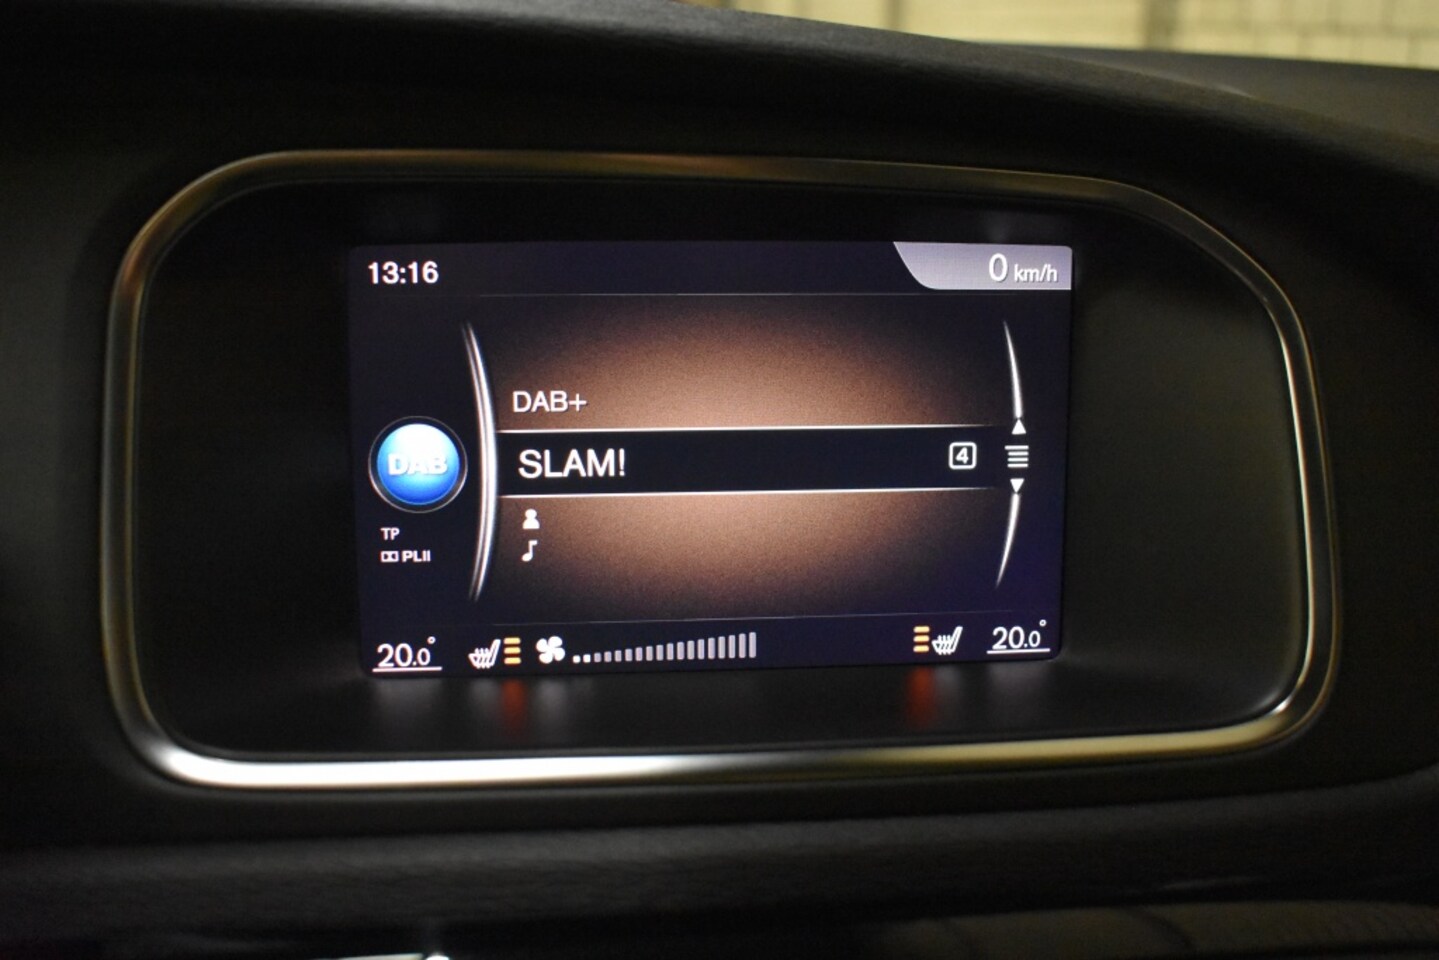 13:16
0 km/h
DAB+
SLAM!
4
DAB
TP
PLII
20.0°
20.0°